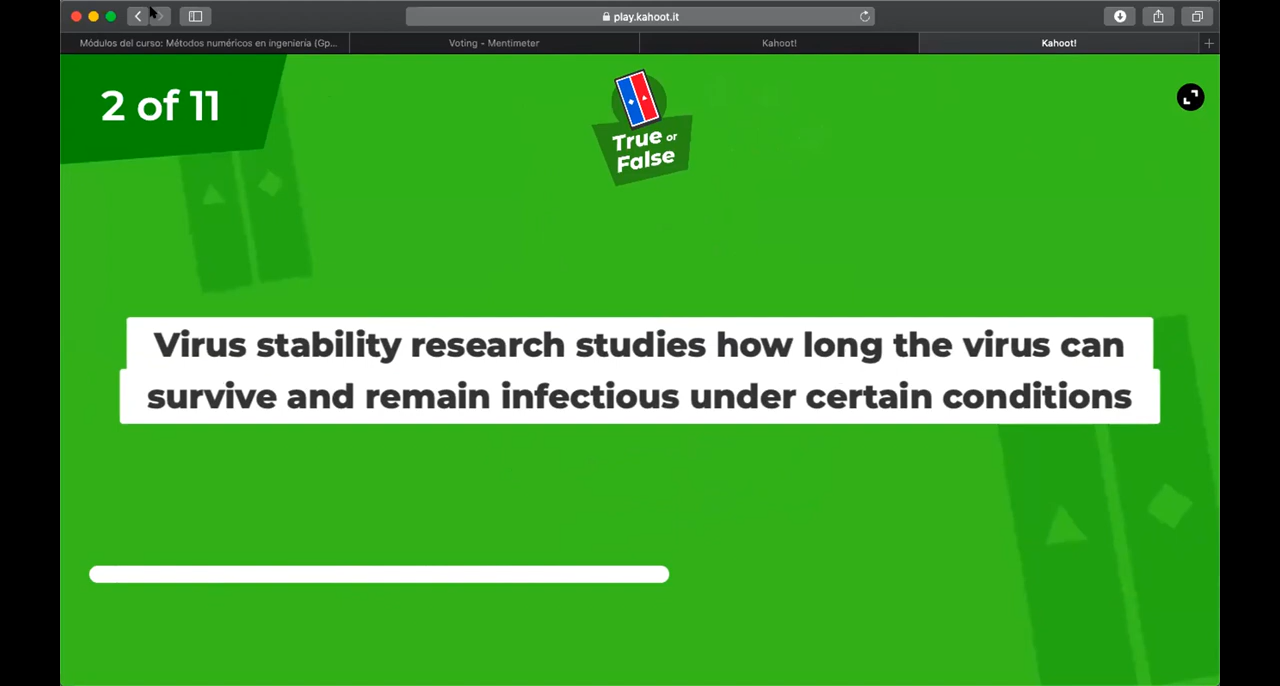 play.kahoot.it
Módulos del curso: Métodos numéricos en ingeniería (Gp...
Voting - Mentimeter
Kahoot!
Kahoot!
2 of 11
True or
False
Virus stability research studies how long the virus can
survive and remain infectious under certain conditions